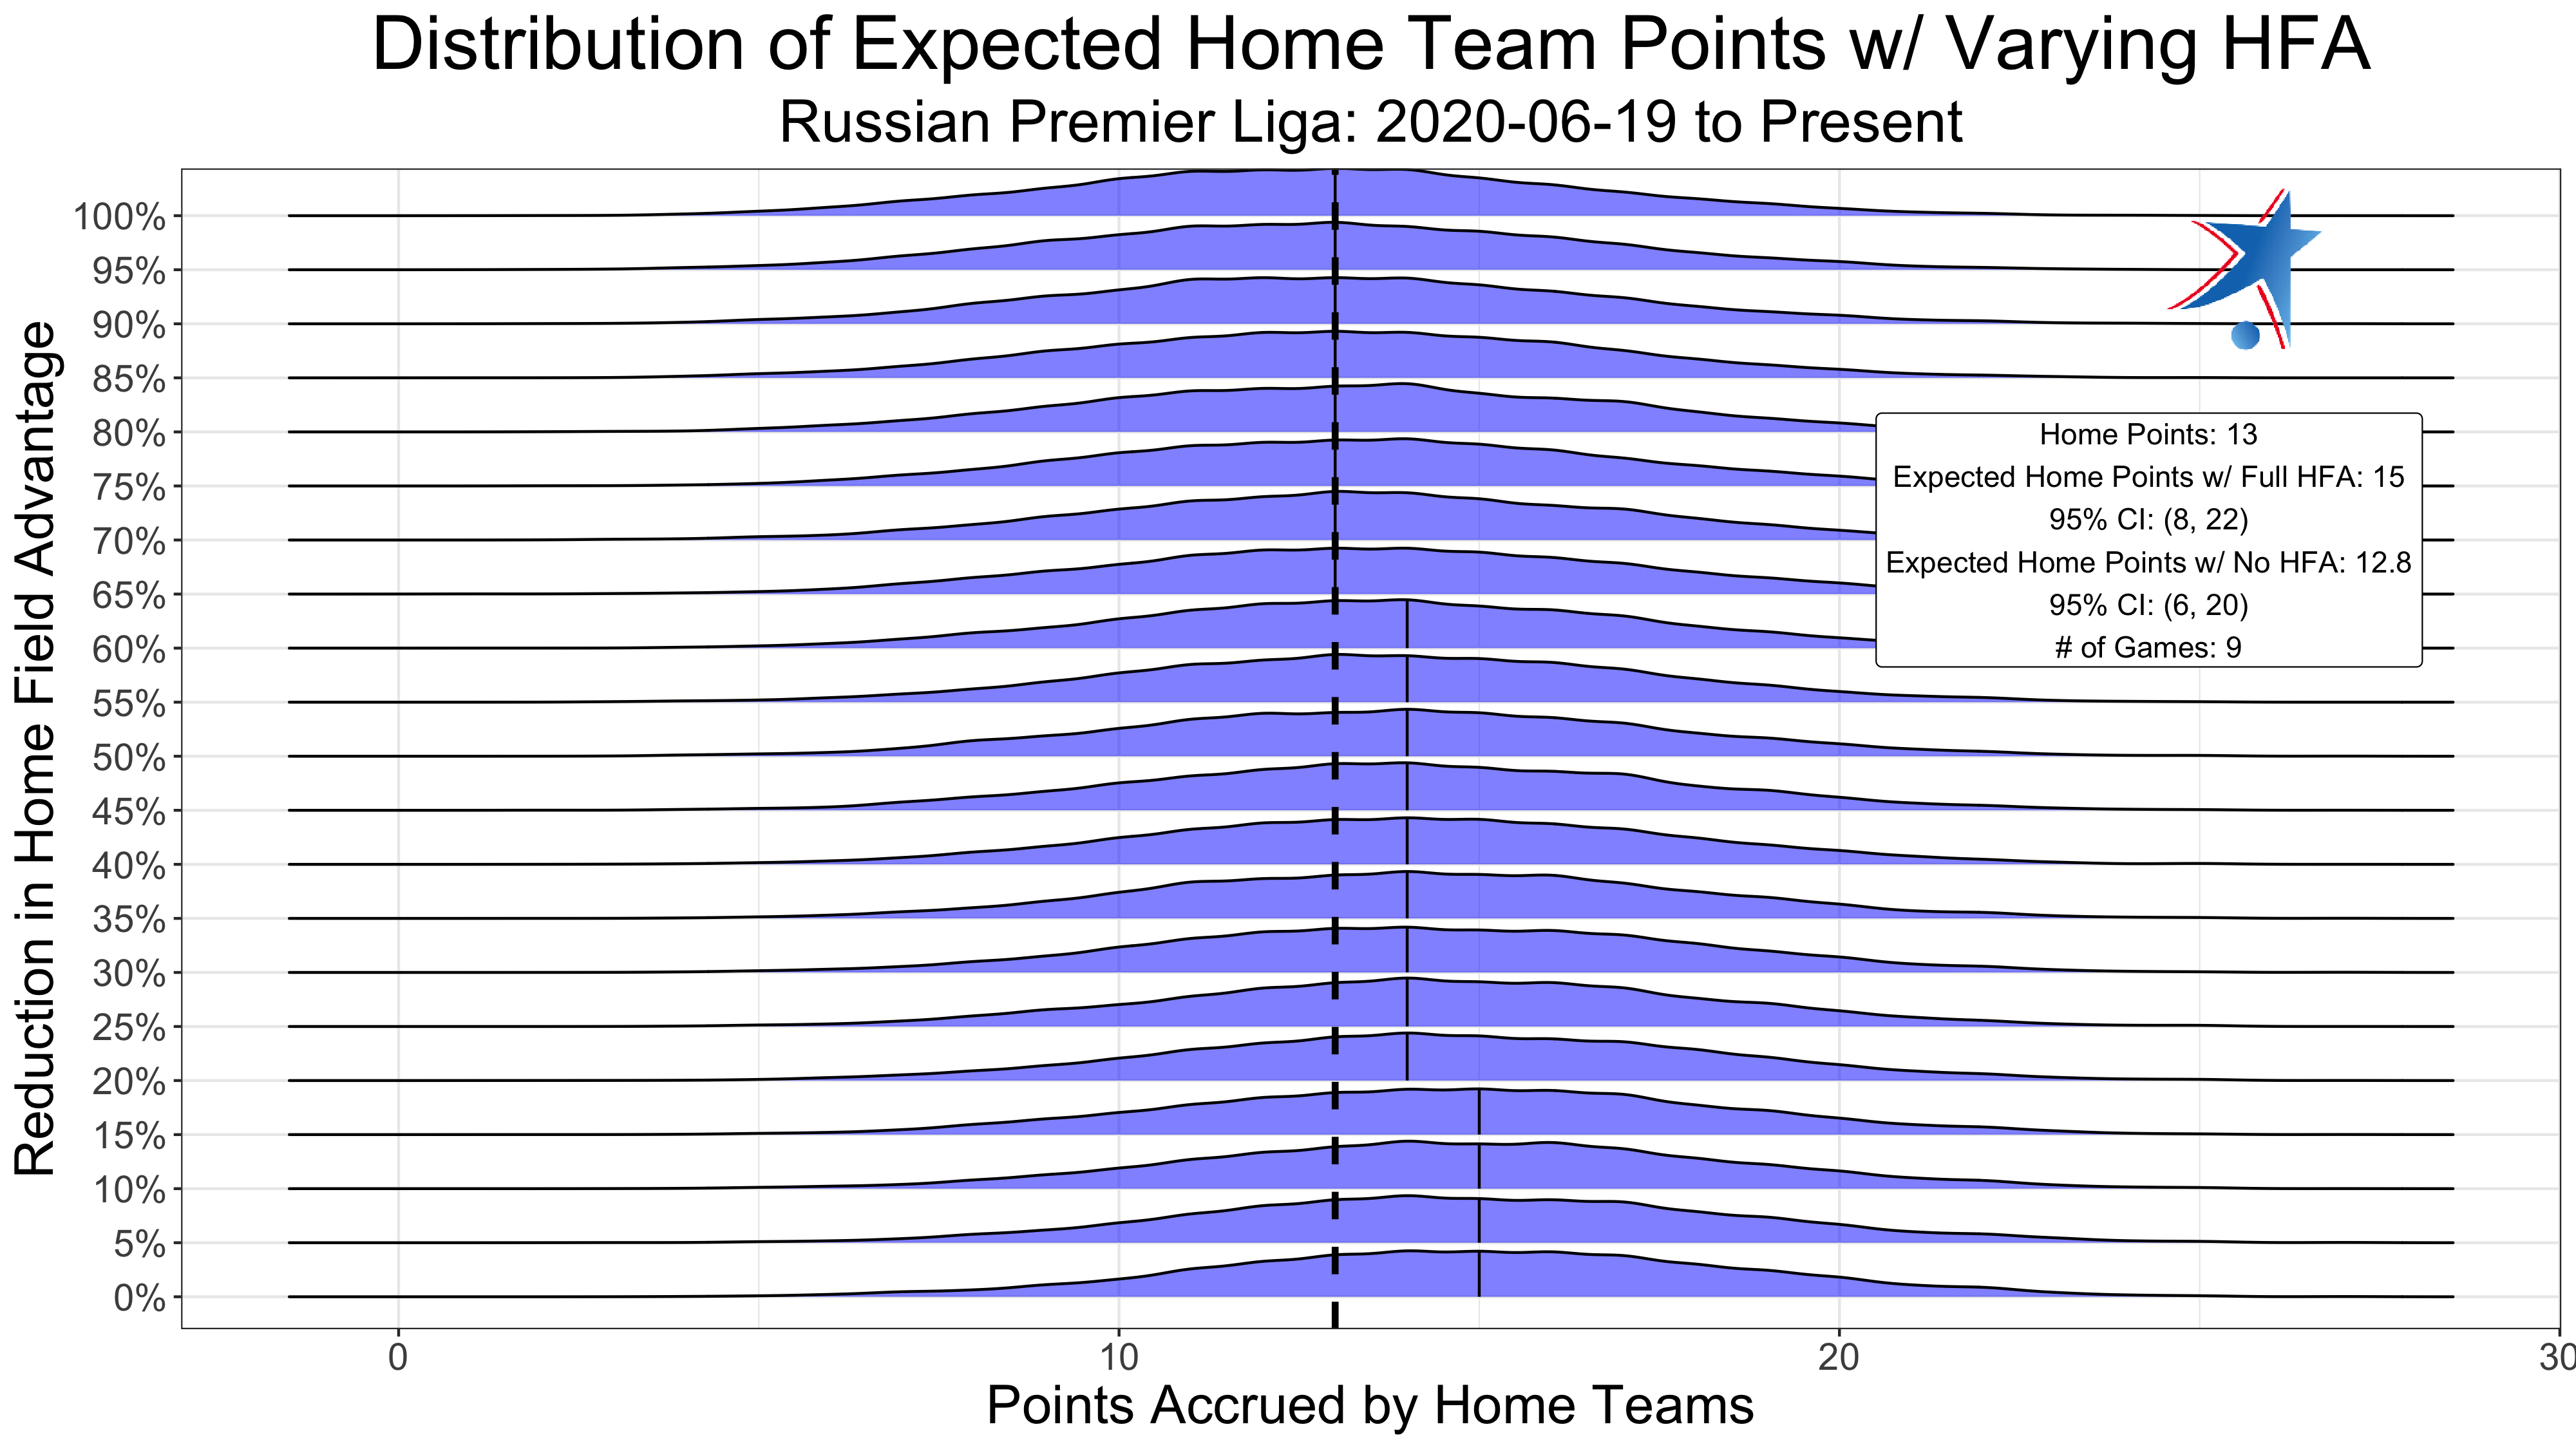 Distribution of Expected Home Team Points w/ Varying HFA
Russian Premier Liga: 2020-06-19 to Present
Reduction in Home Field Advantage
100%
95%
90%
85%
80%
75%
70%
65%
60%
55%
50%
45%
40%
35%
30%
25%
20%
15%
10%
5%
0%
Home Points: 13
Expected Home Points w/ Full HFA: 15
95% CI: (8, 22)
Expected Home Points w/ No HFA: 12.8
95% CI: (6, 20)
# of Games: 9
0 10 20 30
Points Accrued by Home Teams